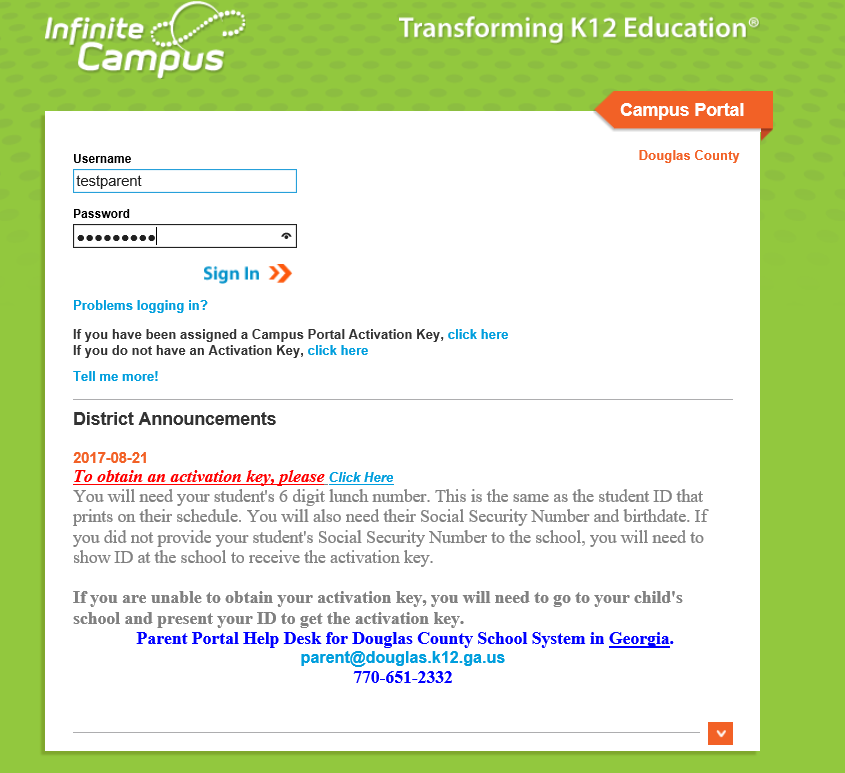 Infinite
Campus
Transforming K12 Education®
Campus Portal
Douglas County
Username
testparent
Password
●●●●●●●●●
Sign In
Problems logging in?
If you have been assigned a Campus Portal Activation Key, click here
If you do not have an Activation Key, click here
Tell me more!
District Announcements
2017-08-21
To obtain an activation key, please Click Here
You will need your student's 6 digit lunch number. This is the same as the student ID that
prints on their schedule. You will also need their Social Security Number and birthdate. If
you did not provide your student's Social Security Number to the school, you will need to
show ID at the school to receive the activation key.
If you are unable to obtain your activation key, you will need to go to your child's
school and present your ID to get the activation key.
Parent Portal Help Desk for Douglas County School System in Georgia.
parent@douglas.k12.ga.us
770-651-2332